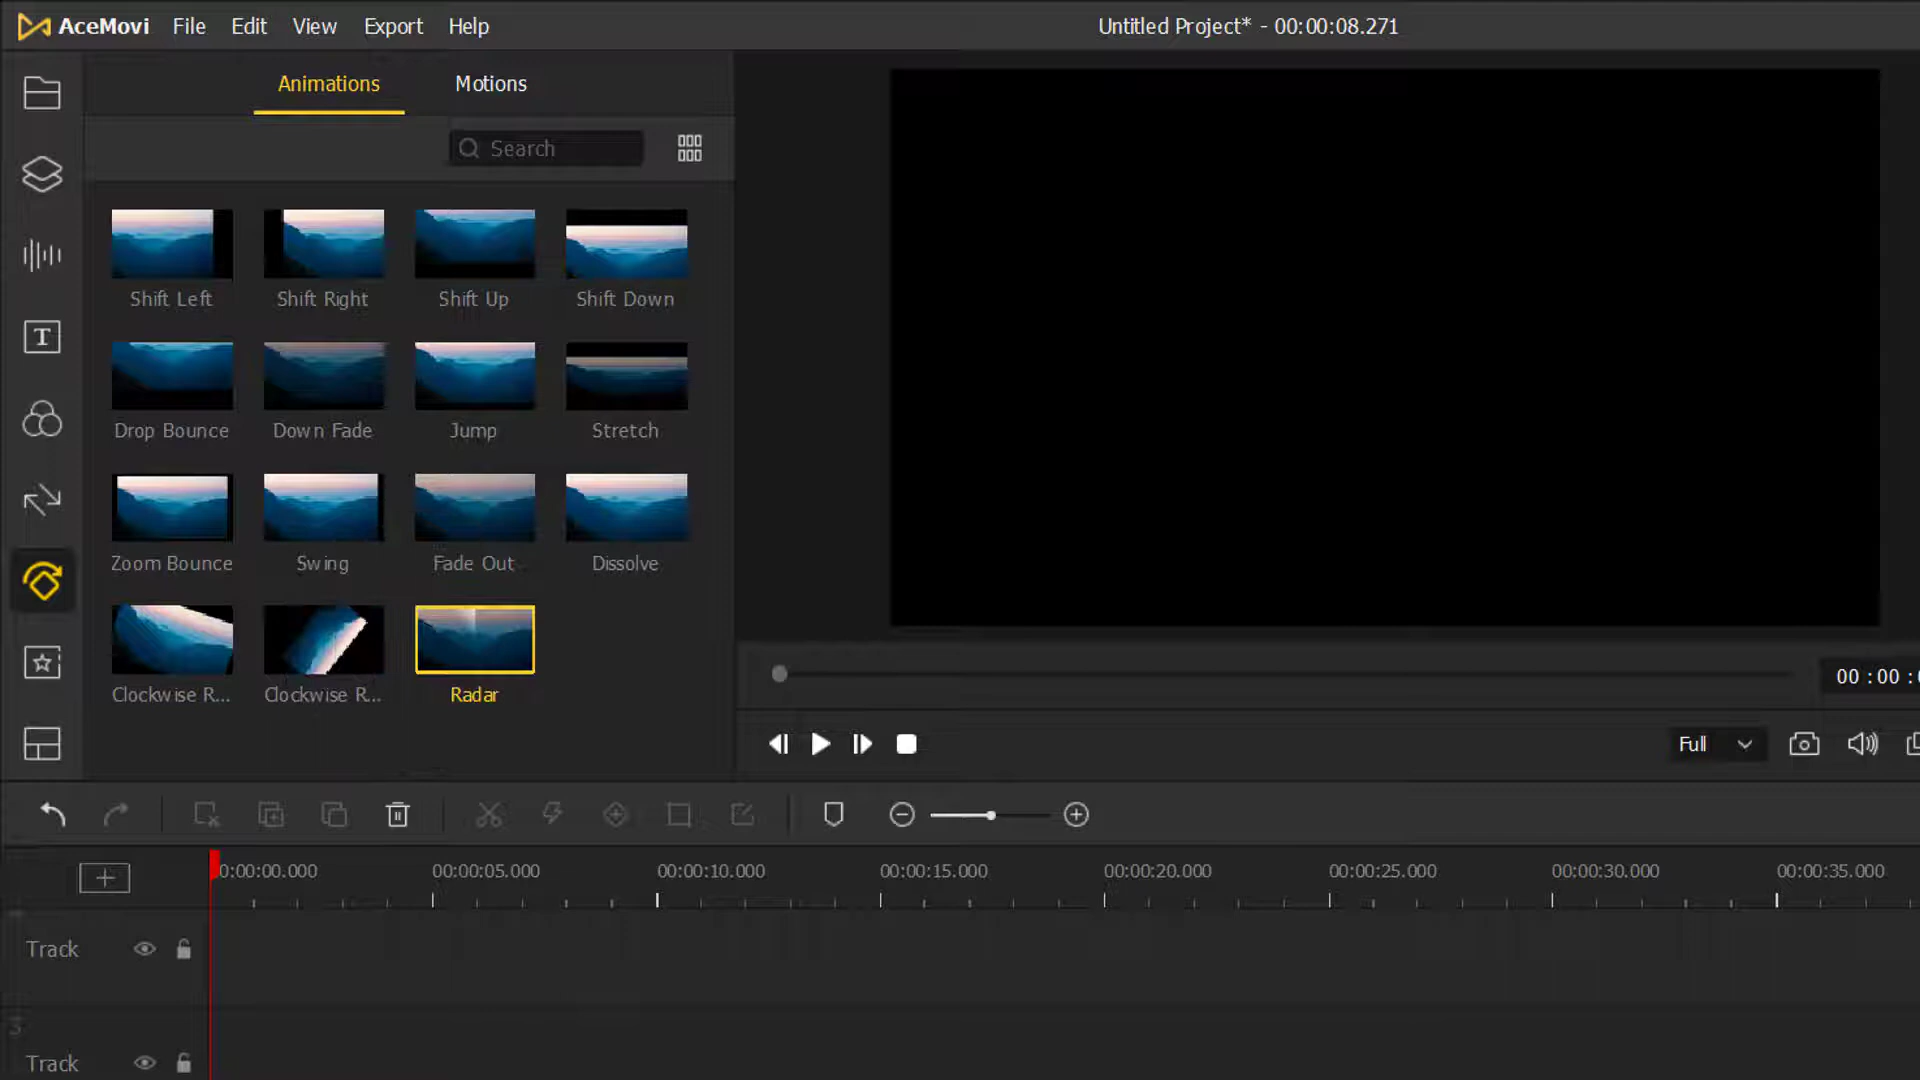 AceMovi File Edit View Export Help Untitled Project* - 00:00:08.271
Animations Motions
Search
Shift Left Shift Right Shift Up Shift Down
Drop Bounce Down Fade Jump Stretch
Zoom Bounce Swing Fade Out Dissolve
Clockwise R... Clockwise R... Radar
00 : 00 :
Full
0:00:00.000 00:00:05.000 00:00:10.000 00:00:15.000 00:00:20.000 00:00:25.000 00:00:30.000 00:00:35.000
Track
3
Track